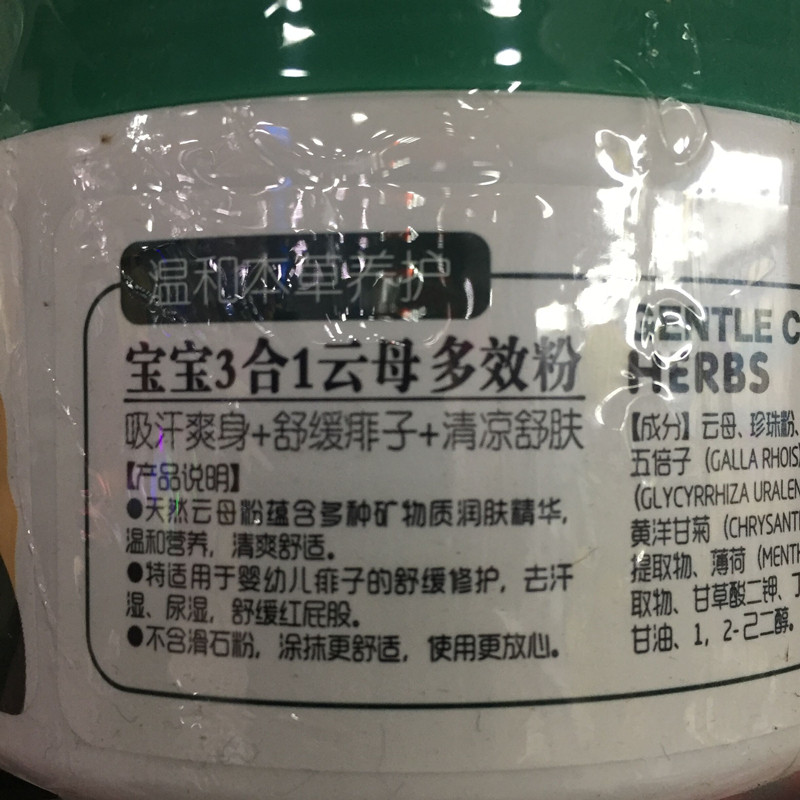 温和本草养护
宝宝3合1云母多效粉
吸汗爽身+舒缓痱子+清凉舒肤
【产品说明】
●天然云母粉蕴含多种矿物质润肤精华,
温和营养, 清爽舒适。
●特适用于婴幼儿痱子的舒缓修护, 去汗
湿、尿湿, 舒缓红屁股。
●不含滑石粉, 涂抹更舒适, 使用更放心。
GENTLE C
HERBS
【成分】云母、珍珠粉、
五倍子 (GALLA RHOIS)
(GLYCYRRHIZA URALEN
黄洋甘菊 (CHRYSANT
提取物、薄荷 (MENTH
取物、甘草酸二钾、丁
甘油、1, 2-己二醇。